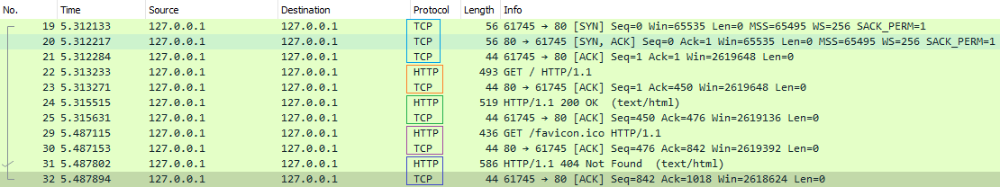 No. Time Source Destination Protocol Length Info
19 5.312133 127.0.0.1 127.0.0.1 TCP 56 61745 → 80 [SYN] Seq=0 Win=65535 Len=0 MSS=65495 WS=256 SACK_PERM=1
20 5.312217 127.0.0.1 127.0.0.1 TCP 56 80 → 61745 [SYN, ACK] Seq=0 Ack=1 Win=65535 Len=0 MSS=65495 WS=256 SACK_PERM=1
21 5.312284 127.0.0.1 127.0.0.1 TCP 44 61745 → 80 [ACK] Seq=1 Ack=1 Win=2619648 Len=0
22 5.313233 127.0.0.1 127.0.0.1 HTTP 493 GET / HTTP/1.1
23 5.313271 127.0.0.1 127.0.0.1 TCP 44 80 → 61745 [ACK] Seq=1 Ack=450 Win=2619648 Len=0
24 5.315515 127.0.0.1 127.0.0.1 HTTP 519 HTTP/1.1 200 OK (text/html)
25 5.315631 127.0.0.1 127.0.0.1 TCP 44 61745 → 80 [ACK] Seq=450 Ack=476 Win=2619136 Len=0
29 5.487115 127.0.0.1 127.0.0.1 HTTP 436 GET /favicon.ico HTTP/1.1
30 5.487153 127.0.0.1 127.0.0.1 TCP 44 80 → 61745 [ACK] Seq=476 Ack=842 Win=2619392 Len=0
31 5.487802 127.0.0.1 127.0.0.1 HTTP 586 HTTP/1.1 404 Not Found (text/html)
32 5.487894 127.0.0.1 127.0.0.1 TCP 44 61745 → 80 [ACK] Seq=842 Ack=1018 Win=2618624 Len=0